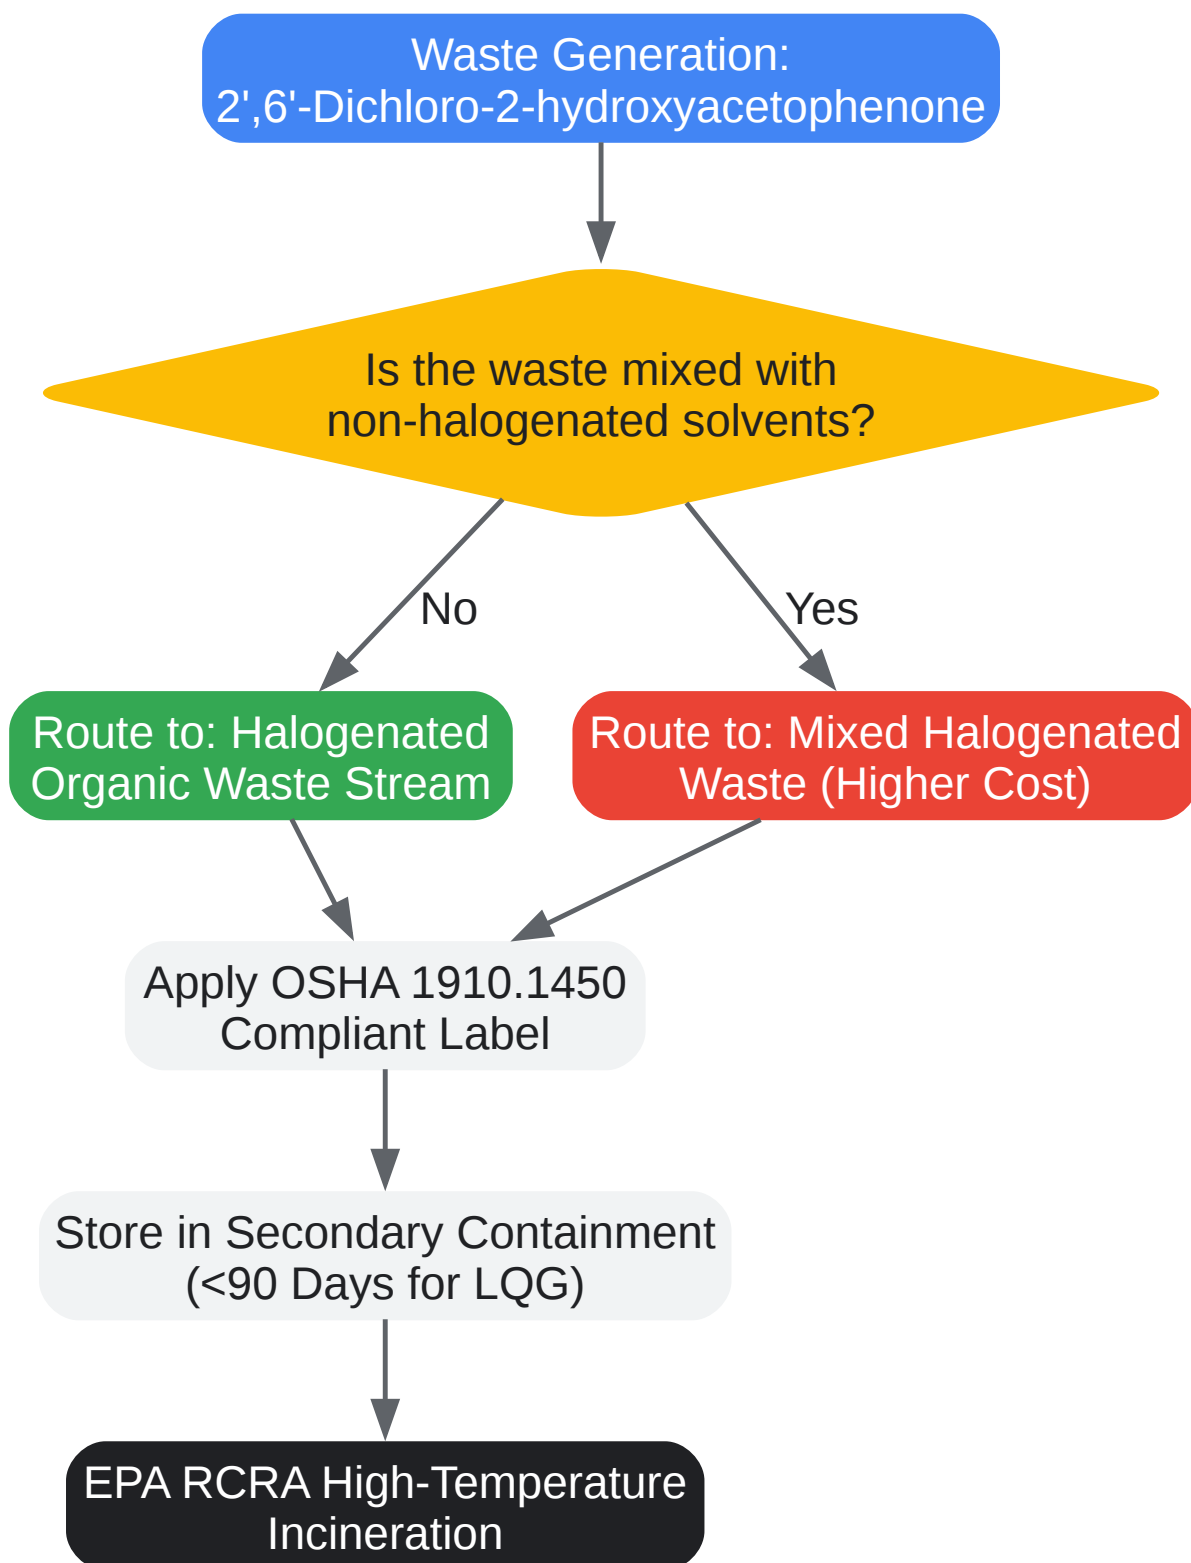 Waste Generation:
2',6'-Dichloro-2-hydroxyacetophenone
Is the waste mixed with
non-halogenated solvents?
No
Yes
Route to: Halogenated
Organic Waste Stream
Route to: Mixed Halogenated
Waste (Higher Cost)
Apply OSHA 1910.1450
Compliant Label
Store in Secondary Containment
(<90 Days for LQG)
EPA RCRA High-Temperature
Incineration